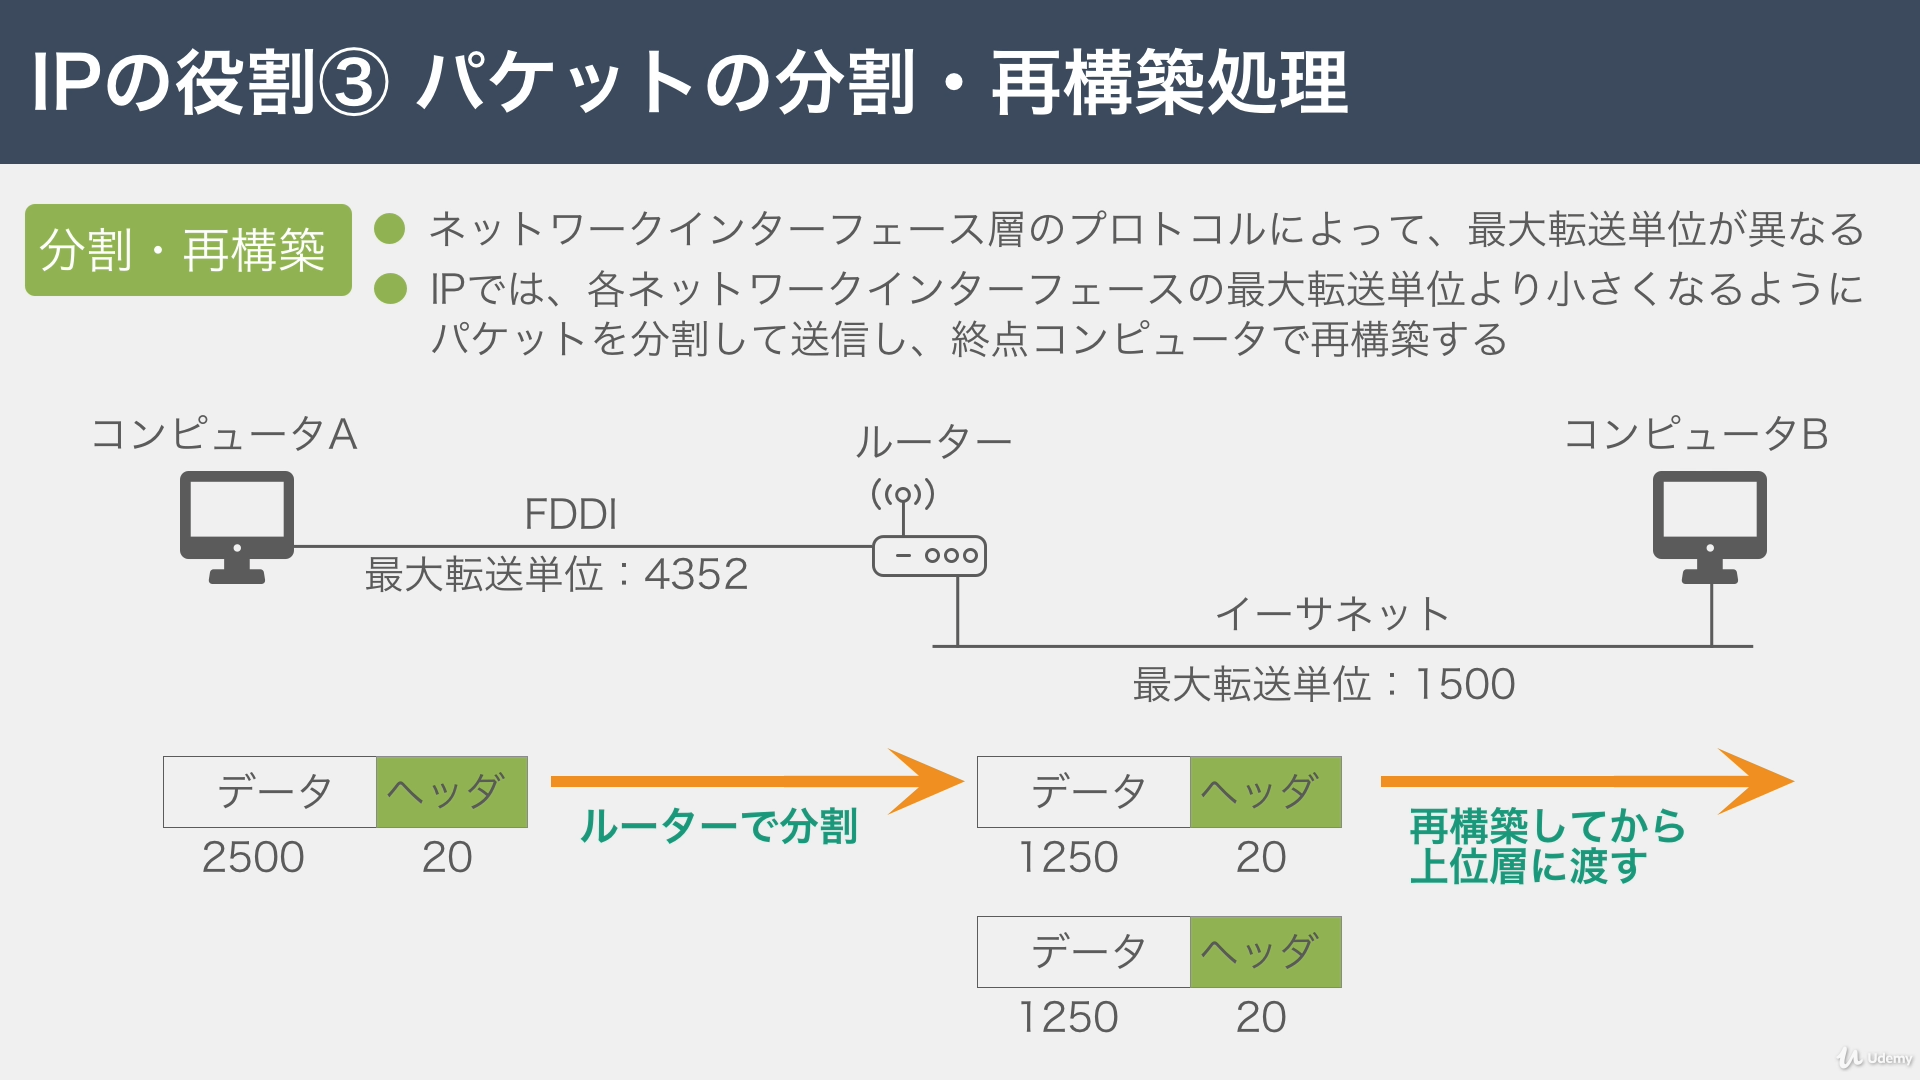 IPの役割③ パケットの分割・再構築処理
分割・再構築
ネットワークインターフェース層のプロトコルによって、最大転送単位が異なる
IPでは、各ネットワークインターフェースの最大転送単位より小さくなるように
パケットを分割して送信し、終点コンピュータで再構築する
コンピュータA
ルーター
コンピュータB
FDDI
最大転送単位：4352
イーサネット
最大転送単位：1500
データ ヘッダ
2500 20
ルーターで分割
データ ヘッダ
1250 20
再構築してから
上位層に渡す
データ ヘッダ
1250 20
Udemy